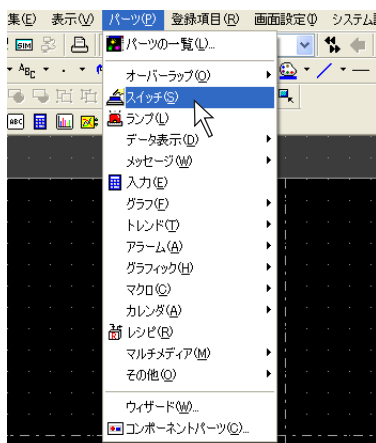 集(E) 表示(V) パーツ(P) 登録項目(R) 画面設定(I) システム
SIM
パーツの一覧(L)...
ABC
オーバーラップ(O)
スイッチ(S)
ランプ(L)
ABC
データ表示(D)
メッセージ(W)
入力(E)
グラフ(F)
トレンド(T)
アラーム(A)
グラフィック(H)
マクロ(C)
カレンダ(A)
レシピ(R)
マルチメディア(M)
その他(O)
ウィザード(W)...
コンポーネントパーツ(C)...